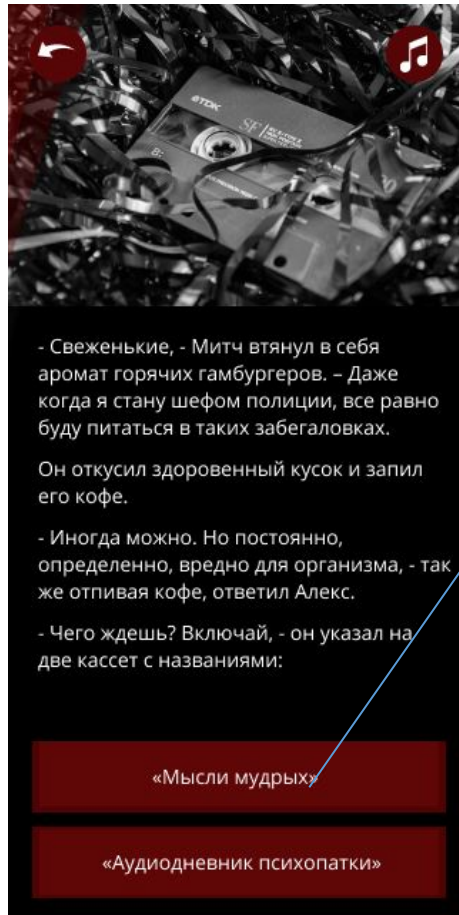 TDK
SF
B:
- Свеженькие, - Митч втянул в себя
аромат горячих гамбургеров. – Даже
когда я стану шефом полиции, все равно
буду питаться в таких забегаловках.
Он откусил здоровенный кусок и запил
его кофе.
- Иногда можно. Но постоянно,
определенно, вредно для организма, - так
же отпивая кофе, ответил Алекс.
- Чего ждешь? Включай, - он указал на
две кассет с названиями:
«Мысли мудрых»
«Аудиодневник психопатки»